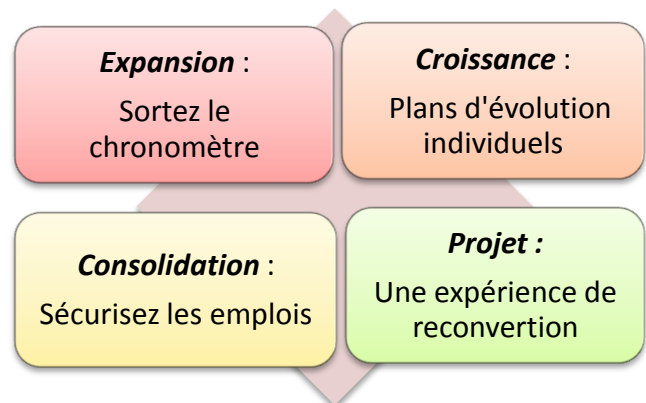 Expansion :
Sortez le
chronomètre
Croissance :
Plans d'évolution
individuels
Consolidation :
Sécurisez les emplois
Projet :
Une expérience de
reconvertion